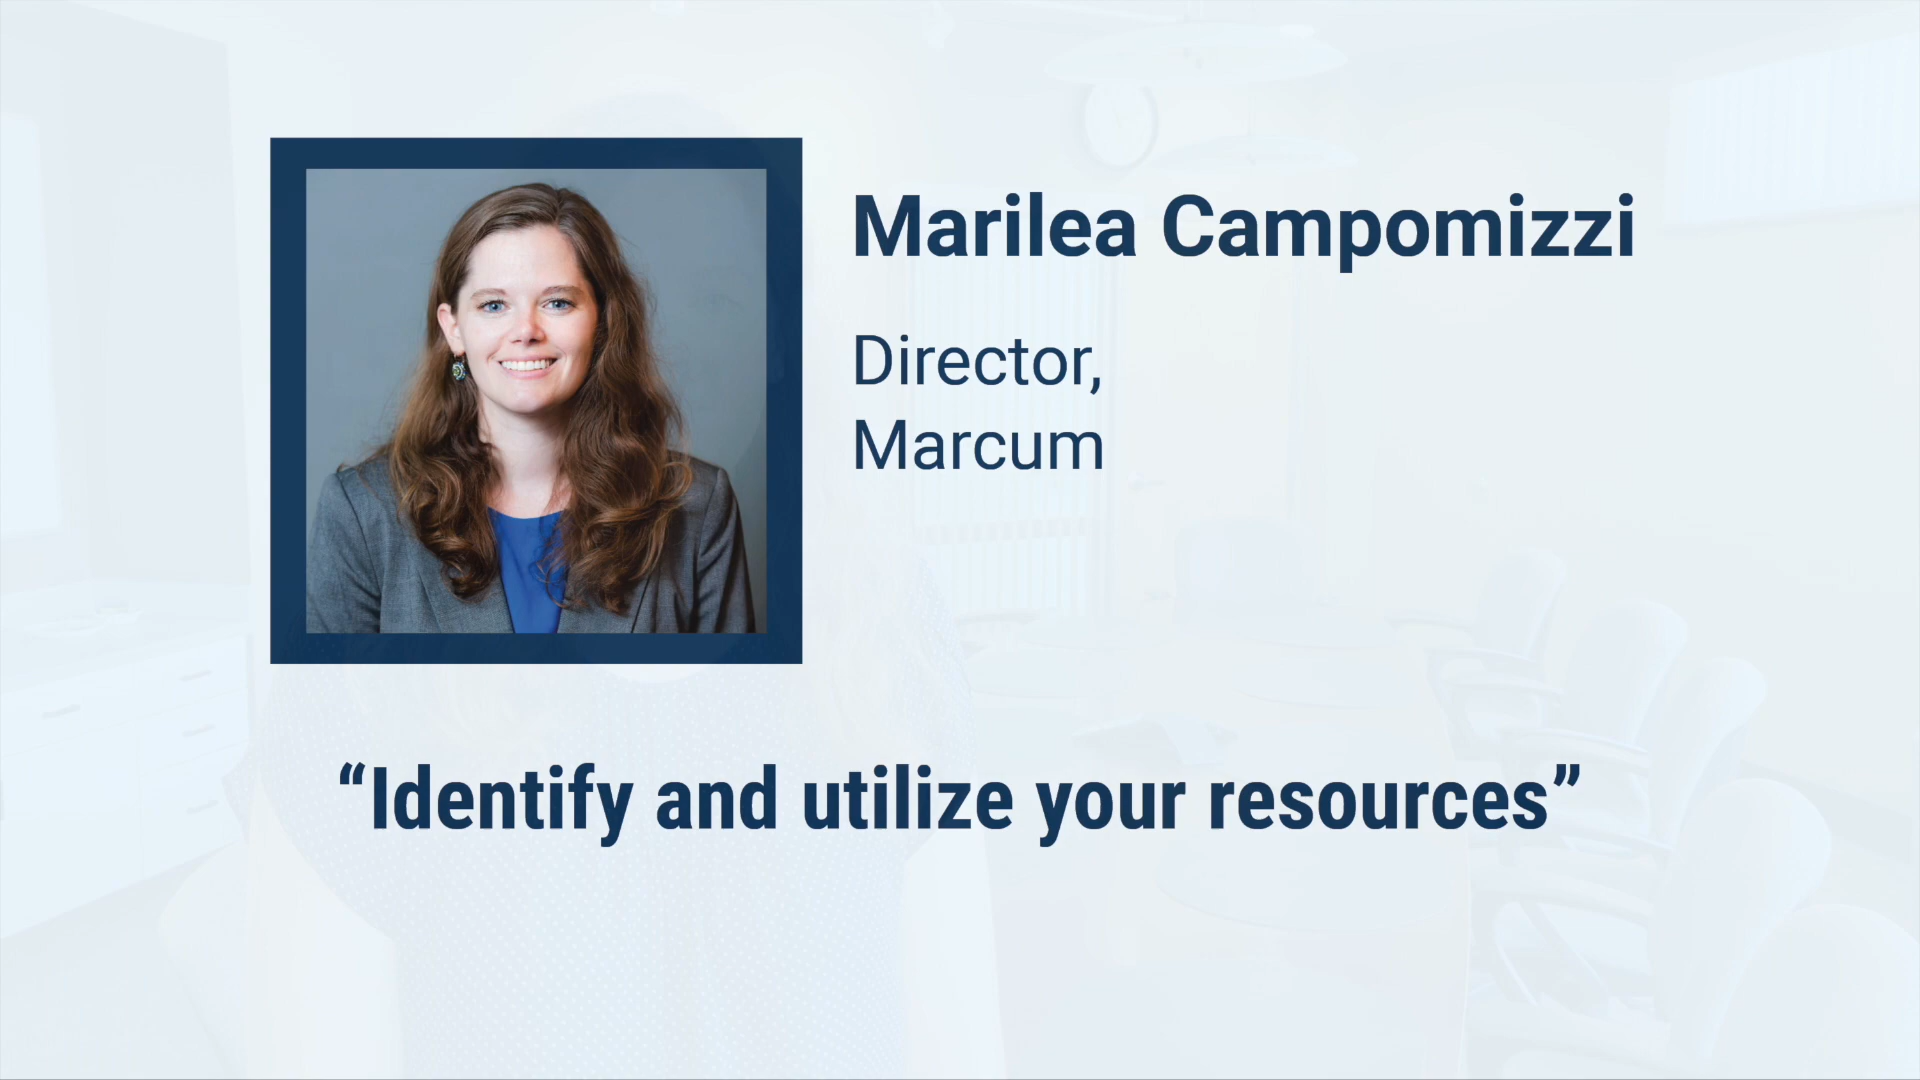 Marilea Campomizzi
Director,
Marcum
“Identify and utilize your resources”